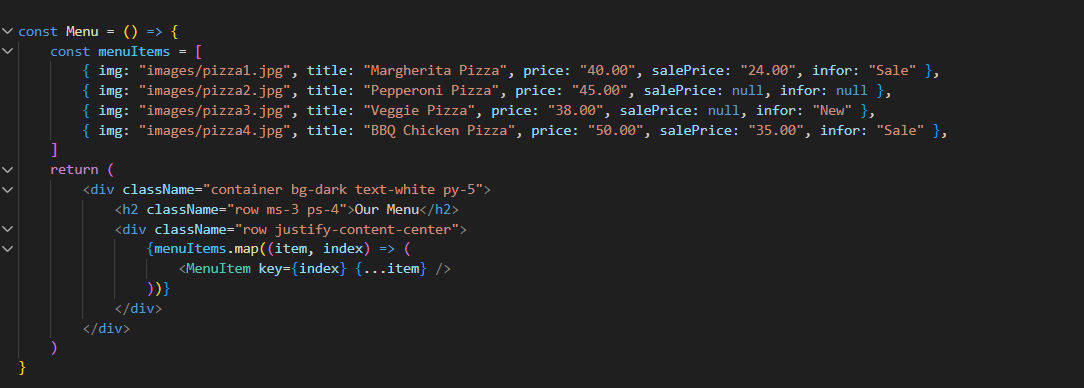 const Menu = () => {
    const menuItems = [
        { img: "images/pizza1.jpg", title: "Margherita Pizza", price: "40.00", salePrice: "24.00", infor: "Sale" },
        { img: "images/pizza2.jpg", title: "Pepperoni Pizza", price: "45.00", salePrice: null, infor: null },
        { img: "images/pizza3.jpg", title: "Veggie Pizza", price: "38.00", salePrice: null, infor: "New" },
        { img: "images/pizza4.jpg", title: "BBQ Chicken Pizza", price: "50.00", salePrice: "35.00", infor: "Sale" },
    ]
    return (
        <div className="container bg-dark text-white py-5">
            <h2 className="row ms-3 ps-4">Our Menu</h2>
            <div className="row justify-content-center">
                {menuItems.map((item, index) => (
                    <MenuItem key={index} {...item} />
                ))}
            </div>
        </div>
    )
}